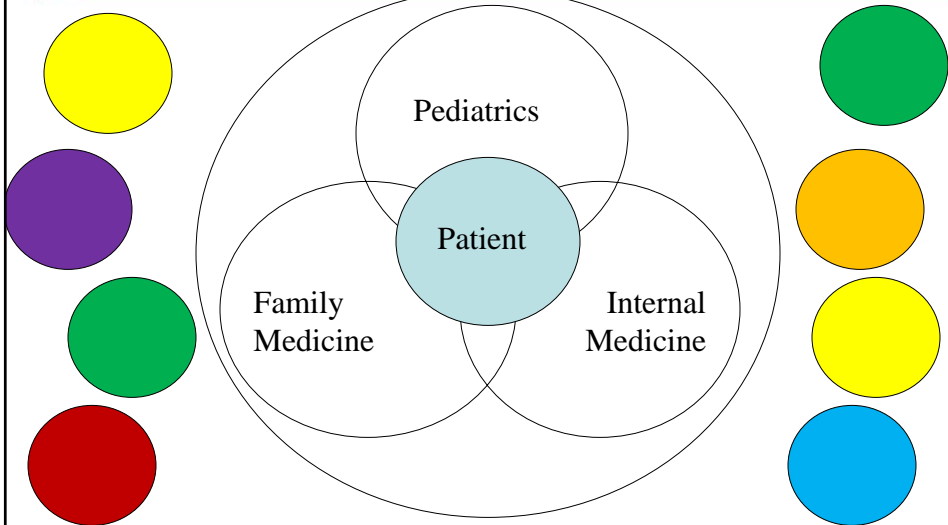 Pediatrics
Patient
Family
Medicine
Internal
Medicine